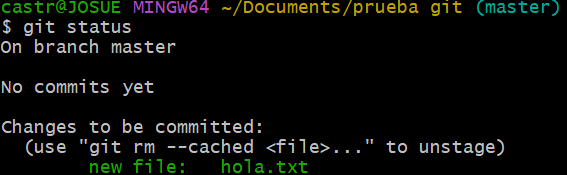 castr@JOSUE MINGW64 ~/Documents/prueba git (master)
$ git status
On branch master
No commits yet
Changes to be committed:
(use "git rm --cached <file>..." to unstage)
new file: hola.txt